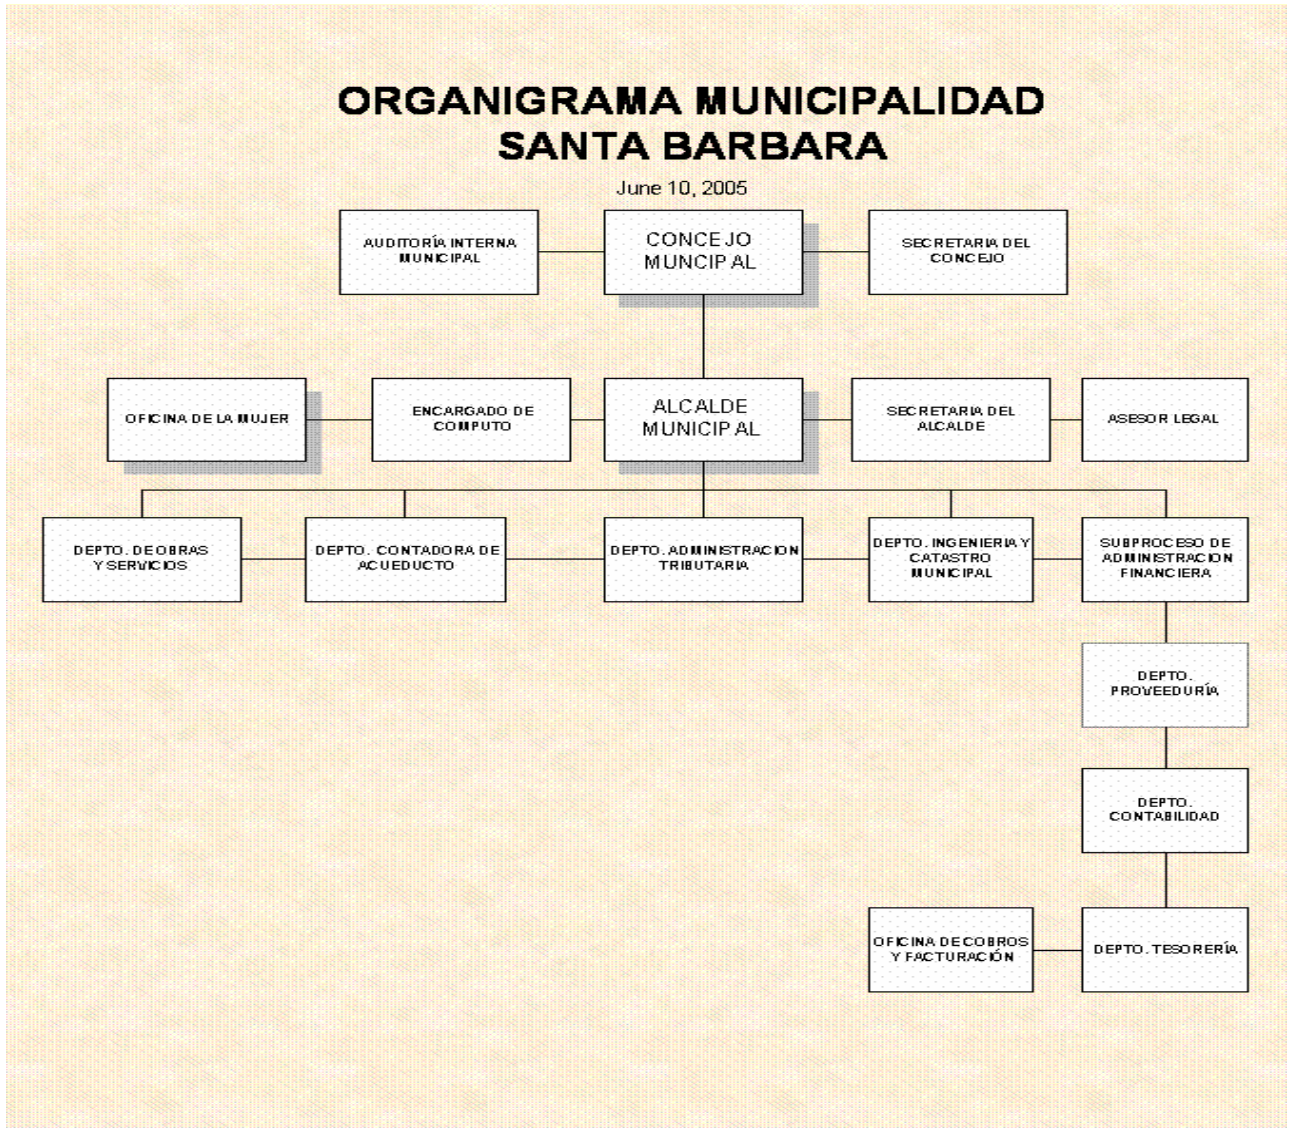 ORGANIGRAMA MUNICIPALIDAD
SANTA BARBARA
June 10, 2005
AUDITORÍA INTERNA
MUNICIPAL
CONCEJO
MUNCIPAL
SECRETARIA DEL
CONCEJO
OFICINA DE LA MUJER
ENCARGADO DE
COMPUTO
ALCALDE
MUNICIPAL
SECRETARIA DEL
ALCALDE
ASESOR LEGAL
DEPTO. DE OBRAS
Y SERVICIOS
DEPTO. CONTADORA DE
ACUEDUCTO
DEPTO. ADMINISTRACION
TRIBUTARIA
DEPTO. INGENIERIA Y
CATASTRO
MUNICIPAL
SUBPROCESO DE
ADMINISTRACION
FINANCIERA
DEPTO.
PROVEEDURÍA
DEPTO.
CONTABILIDAD
OFICINA DE COBROS
Y FACTURACIÓN
DEPTO. TESORERÍA